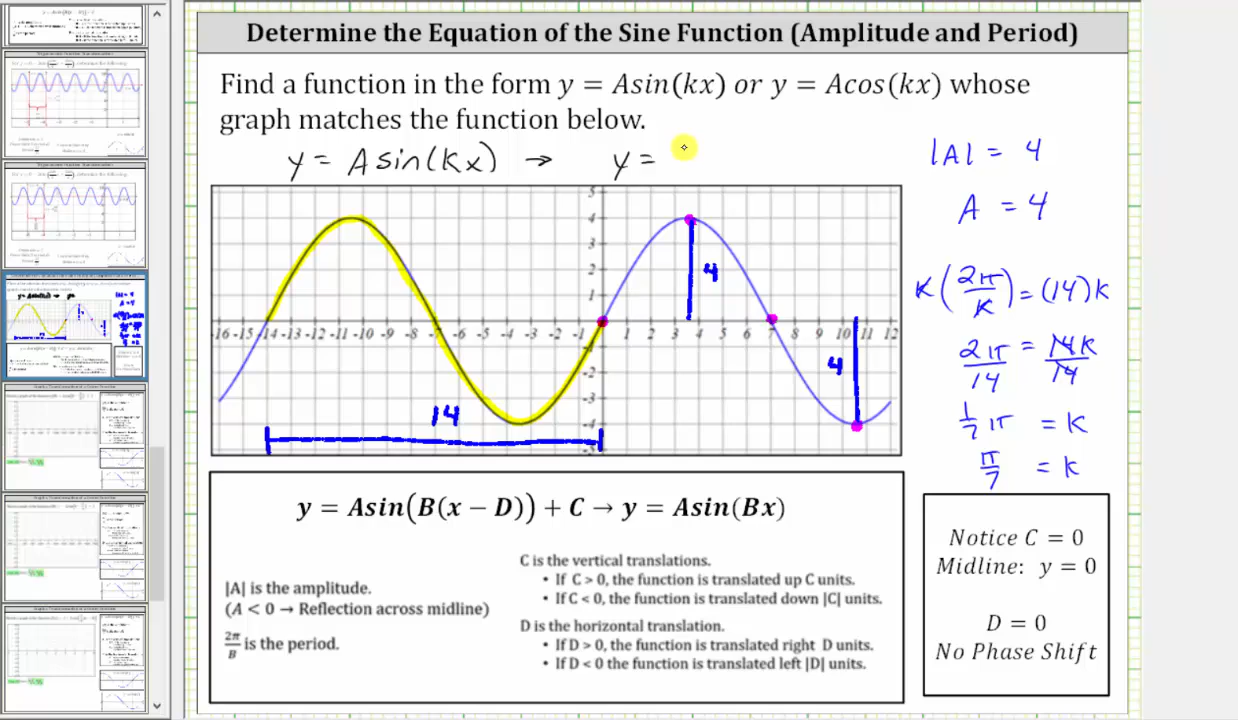 Determine the Equation of the Sine Function (Amplitude and Period)
Find a function in the form y = Asin(kx) or y = Acos(kx) whose
graph matches the function below.
y = A sin(kx) → y =
|A| = 4
A = 4
K(2π/K) = (14)K
2π/14 = 14K/14
1/7 π = K
π/7 = K
5
4
3
2
1
-16 -15 -14 -13 -12 -11 -10 -9 -8 -7 -6 -5 -4 -3 -2 -1 1 2 3 4 5 6 7 8 9 10 11 12
-2
-3
-4
4
4
14
y = Asin(B(x − D)) + C → y = Asin(Bx)
|A| is the amplitude.
(A < 0 → Reflection across midline)
2π/B is the period.
C is the vertical translations.
• If C > 0, the function is translated up C units.
• If C < 0, the function is translated down |C| units.
D is the horizontal translation.
• If D > 0, the function is translated right D units.
• If D < 0 the function is translated left |D| units.
Notice C = 0
Midline: y = 0
D = 0
No Phase Shift